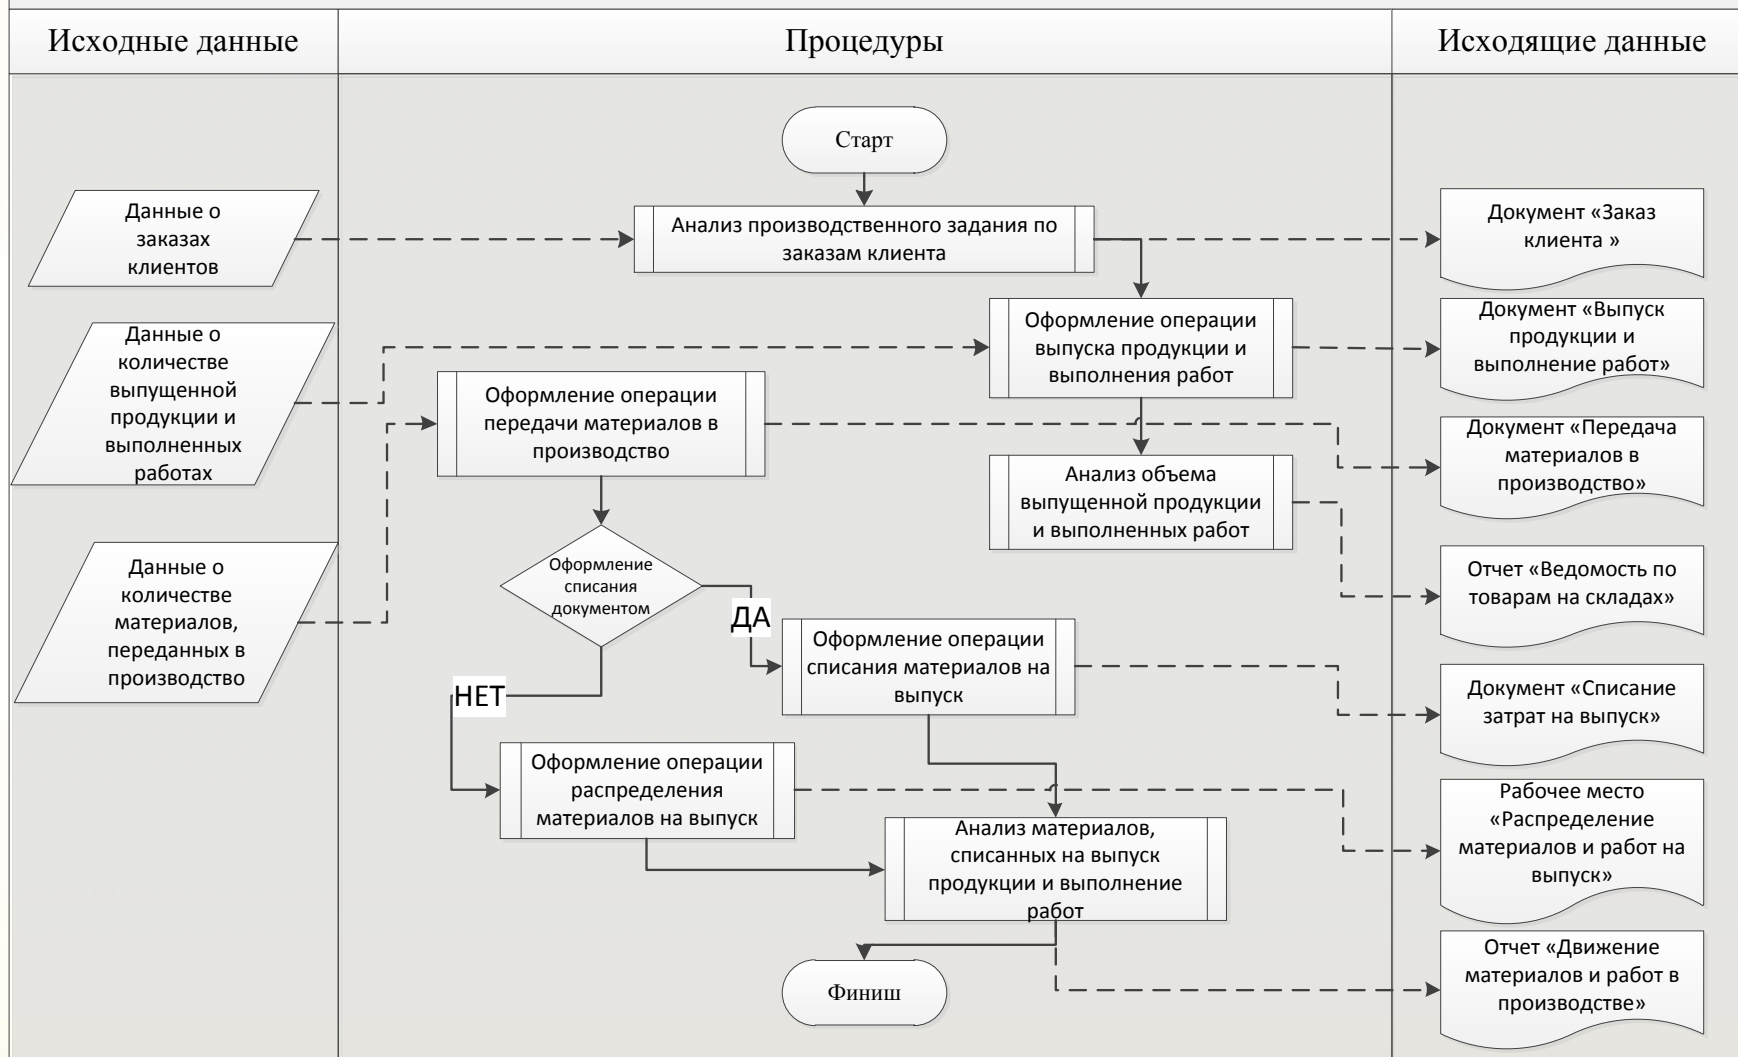 Исходные данные
Процедуры
Исходящие данные
Старт
Данные о
заказах
клиентов
Анализ производственного задания по
заказам клиента
Документ «Заказ
клиента »
Данные о
количестве
выпущенной
продукции и
выполненных
работах
Оформление операции
выпуска продукции и
выполнения работ
Документ «Выпуск
продукции и
выполнение работ»
Оформление операции
передачи материалов в
производство
Документ «Передача
материалов в
производство»
Анализ объема
выпущенной продукции
и выполненных работ
Данные о
количестве
материалов,
переданных в
производство
Оформление
списания
документом
ДА
Отчет «Ведомость по
товарам на складах»
Оформление операции
списания материалов на
выпуск
НЕТ
Документ «Списание
затрат на выпуск»
Оформление операции
распределения
материалов на выпуск
Рабочее место
«Распределение
материалов и работ на
выпуск»
Анализ материалов,
списанных на выпуск
продукции и выполнение
работ
Финиш
Отчет «Движение
материалов и работ в
производстве»